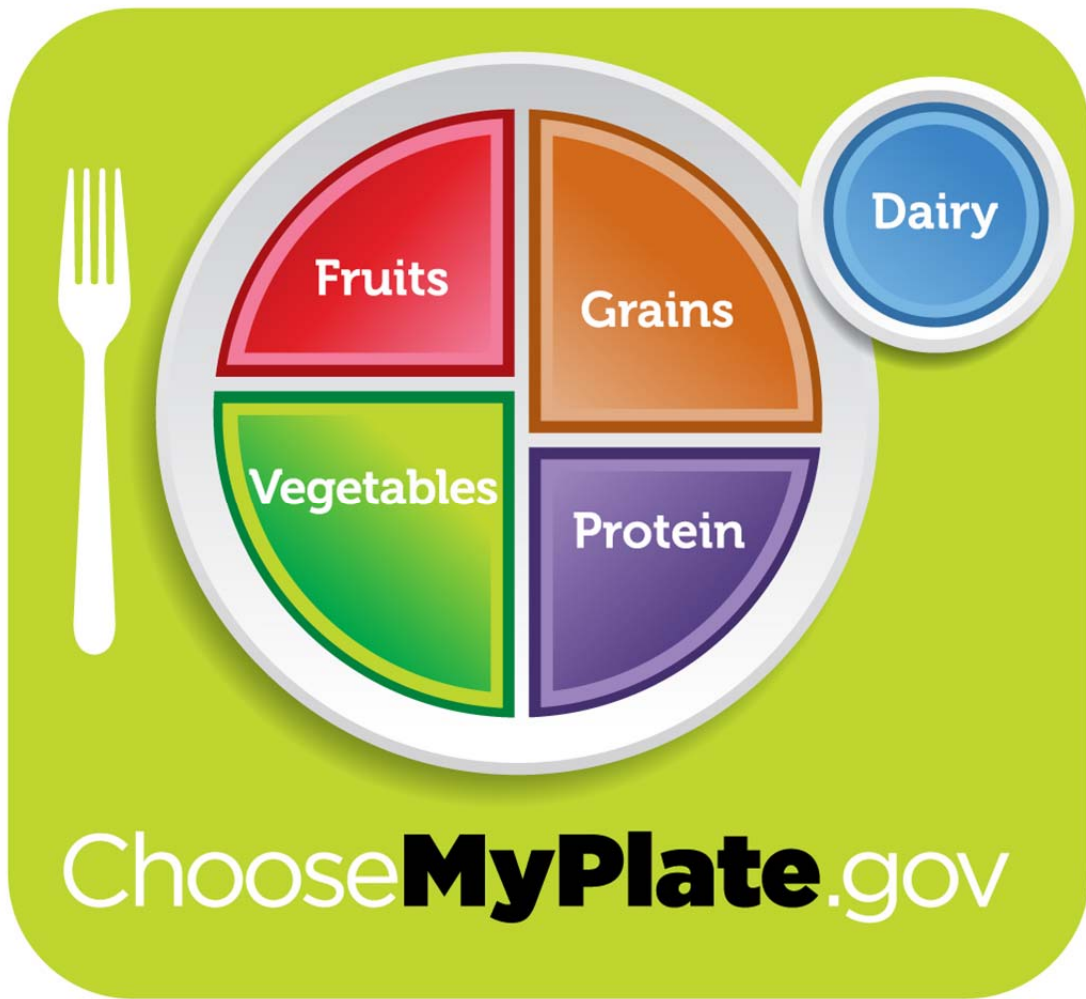 Fruits
Grains
Dairy
Vegetables
Protein
ChooseMyPlate.gov